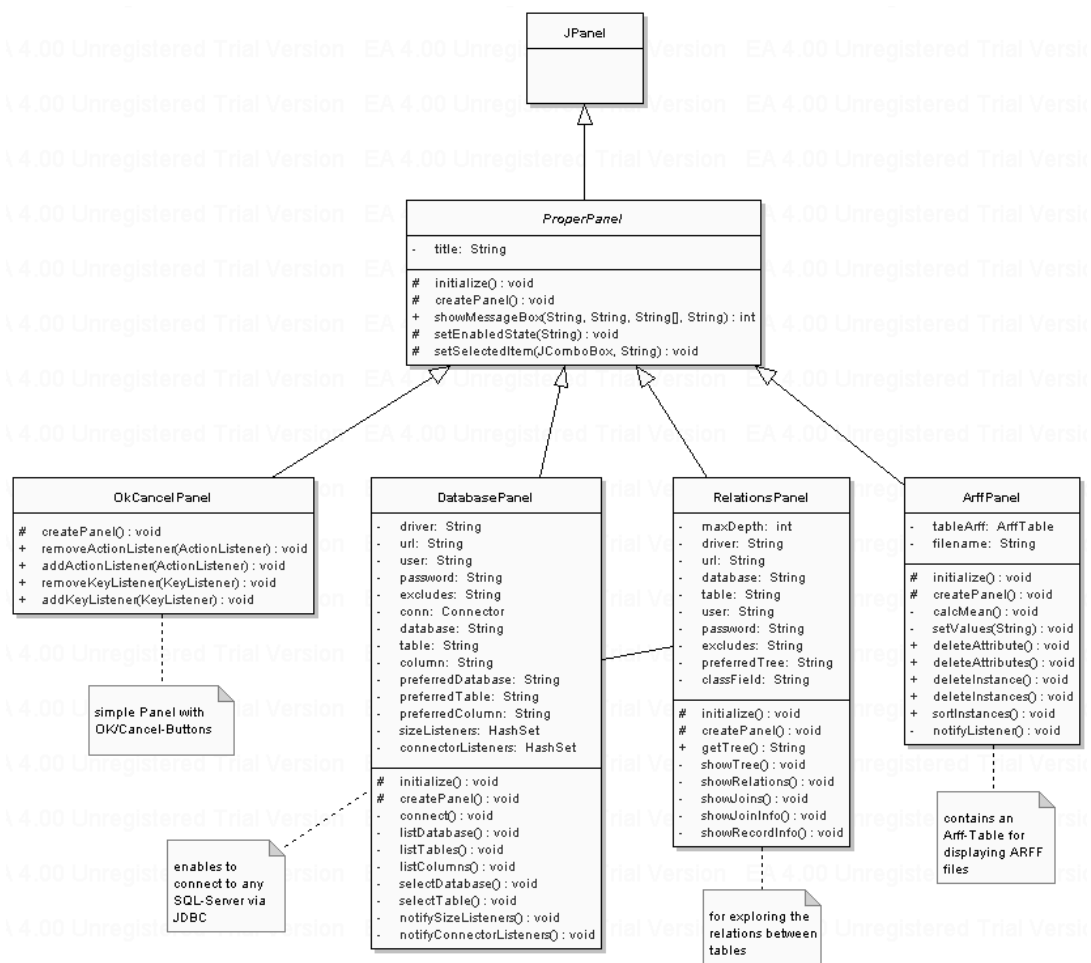 JPanel
ProperPanel
- title: String
# initialize() : void
# createPanel() : void
+ showMessageBox(String, String, String[], String) : int
# setEnabledState(String) : void
# setSelectedItem(JComboBox, String) : void
OkCancelPanel
# createPanel() : void
+ removeActionListener(ActionListener) : void
+ addActionListener(ActionListener) : void
+ removeKeyListener(KeyListener) : void
+ addKeyListener(KeyListener) : void
simple Panel with
OK/Cancel-Buttons
DatabasePanel
- driver: String
- url: String
- user: String
- password: String
- excludes: String
- conn: Connector
- database: String
- table: String
- column: String
- preferredDatabase: String
- preferredTable: String
- preferredColumn: String
- sizeListeners: HashSet
- connectorListeners: HashSet
# initialize() : void
# createPanel() : void
- connect() : void
- listDatabase() : void
- listTables() : void
- listColumns() : void
- selectDatabase() : void
- selectTable() : void
- notifySizeListeners() : void
- notifyConnectorListeners() : void
enables to
connect to any
SQL-Server via
JDBC
RelationsPanel
- maxDepth: int
- driver: String
- url: String
- database: String
- table: String
- user: String
- password: String
- excludes: String
- preferredTree: String
- classField: String
# initialize() : void
# createPanel() : void
+ getTree() : String
- showTree() : void
- showRelations() : void
- showJoins() : void
- showJoinInfo() : void
- showRecordInfo() : void
for exploring the
relations between
tables
ArffPanel
- tableArff: ArffTable
- filename: String
# initialize() : void
# createPanel() : void
- calcMean() : void
- setValues(String) : void
+ deleteAttribute() : void
+ deleteAttributes() : void
+ deleteInstance() : void
+ deleteInstances() : void
+ sortInstances() : void
- notifyListener() : void
contains an
Arff-Table for
displaying ARFF
files
EA 4.00 Unregistered Trial Version